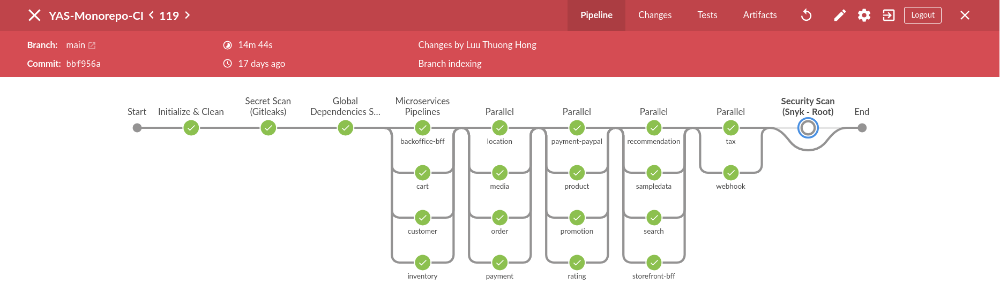 YAS-Monorepo-CI < 119 >
Pipeline
Changes
Tests
Artifacts
Logout
Branch: main
14m 44s
Changes by Luu Thuong Hong
Commit: bbf956a
17 days ago
Branch indexing
Start
Initialize & Clean
Secret Scan
(Gitleaks)
Global
Dependencies S...
Microservices
Pipelines
Parallel
Parallel
Parallel
Parallel
Security Scan
(Snyk - Root)
End
backoffice-bff
location
payment-paypal
recommendation
tax
cart
media
product
sampledata
webhook
customer
order
promotion
search
inventory
payment
rating
storefront-bff